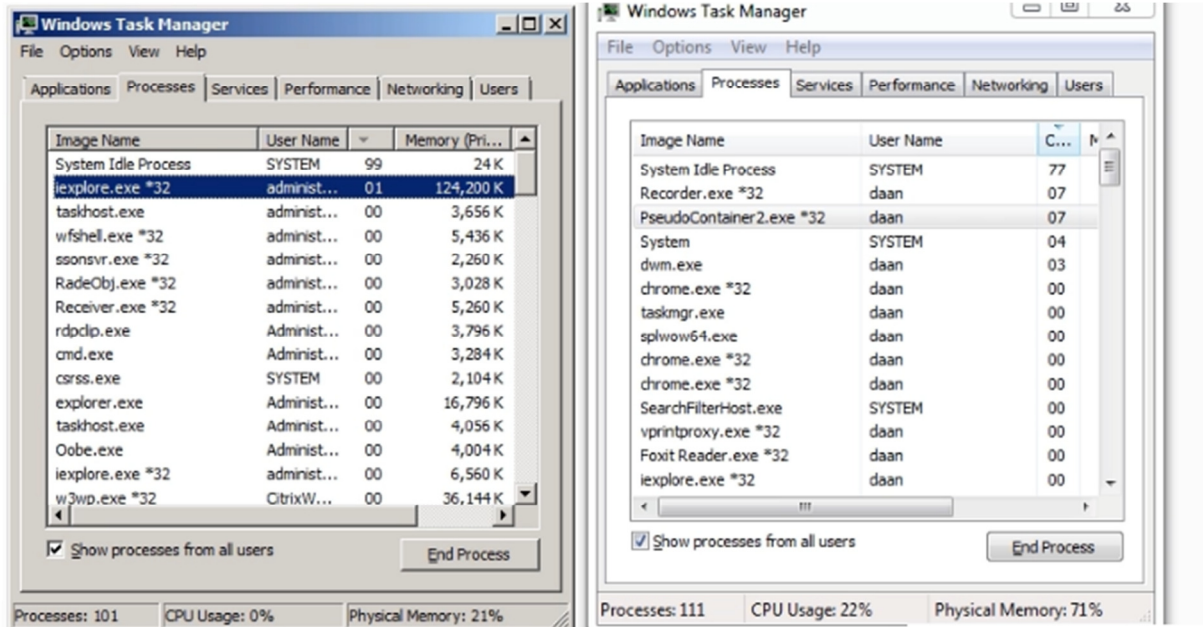 Windows Task Manager
File Options View Help
Applications Processes Services Performance Networking Users
Image Name User Name Memory (Pri...
System Idle Process SYSTEM 99 24 K
iexplore.exe *32 administ... 01 124,200 K
taskhost.exe administ... 00 3,656 K
wfshell.exe *32 administ... 00 5,436 K
ssonsvr.exe *32 administ... 00 2,260 K
RadeObj.exe *32 administ... 00 3,028 K
Receiver.exe *32 administ... 00 5,260 K
rdpclip.exe Administ... 00 3,796 K
cmd.exe Administ... 00 3,284 K
csrss.exe SYSTEM 00 2,104 K
explorer.exe Administ... 00 16,796 K
taskhost.exe Administ... 00 4,056 K
Oobe.exe Administ... 00 4,004 K
iexplore.exe *32 administ... 00 6,560 K
w3wp.exe *32 CitrixW... 00 36,144 K
Show processes from all users
End Process
Processes: 101 CPU Usage: 0% Physical Memory: 21%
Windows Task Manager
File Options View Help
Applications Processes Services Performance Networking Users
Image Name User Name C... M
System Idle Process SYSTEM 77
Recorder.exe *32 daan 07
PseudoContainer2.exe *32 daan 07
System SYSTEM 04
dwm.exe daan 03
chrome.exe *32 daan 00
taskmgr.exe daan 00
splwow64.exe daan 00
chrome.exe *32 daan 00
chrome.exe *32 daan 00
SearchFilterHost.exe SYSTEM 00
vprintproxy.exe *32 daan 00
Foxit Reader.exe *32 daan 00
iexplore.exe *32 daan 00
Show processes from all users
End Process
Processes: 111 CPU Usage: 22% Physical Memory: 71%